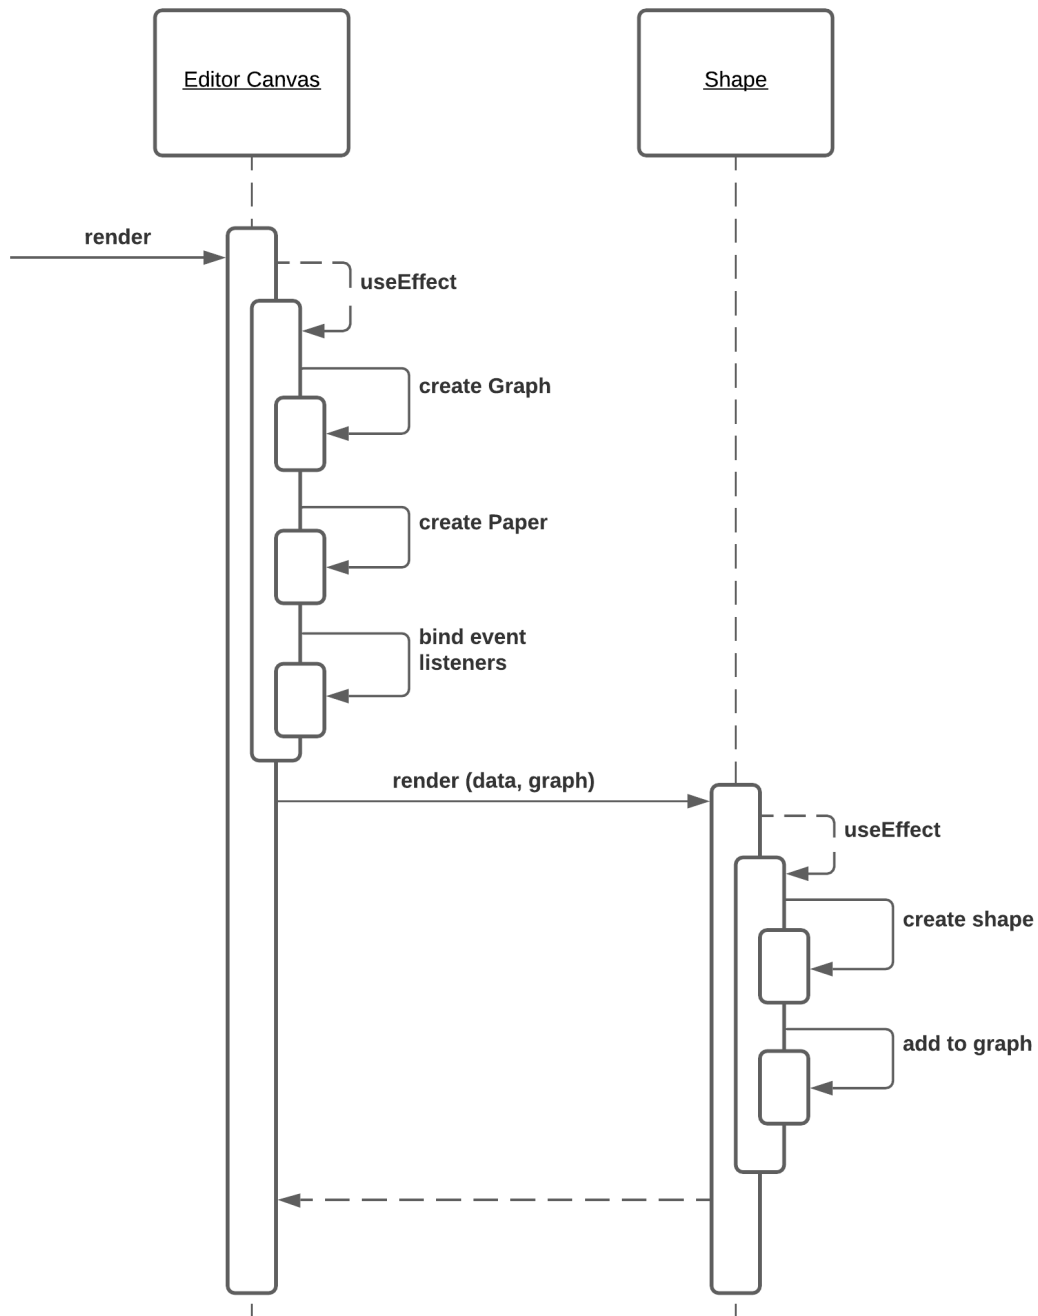 Editor Canvas
Shape
render
useEffect
create Graph
create Paper
bind event
listeners
render (data, graph)
useEffect
create shape
add to graph